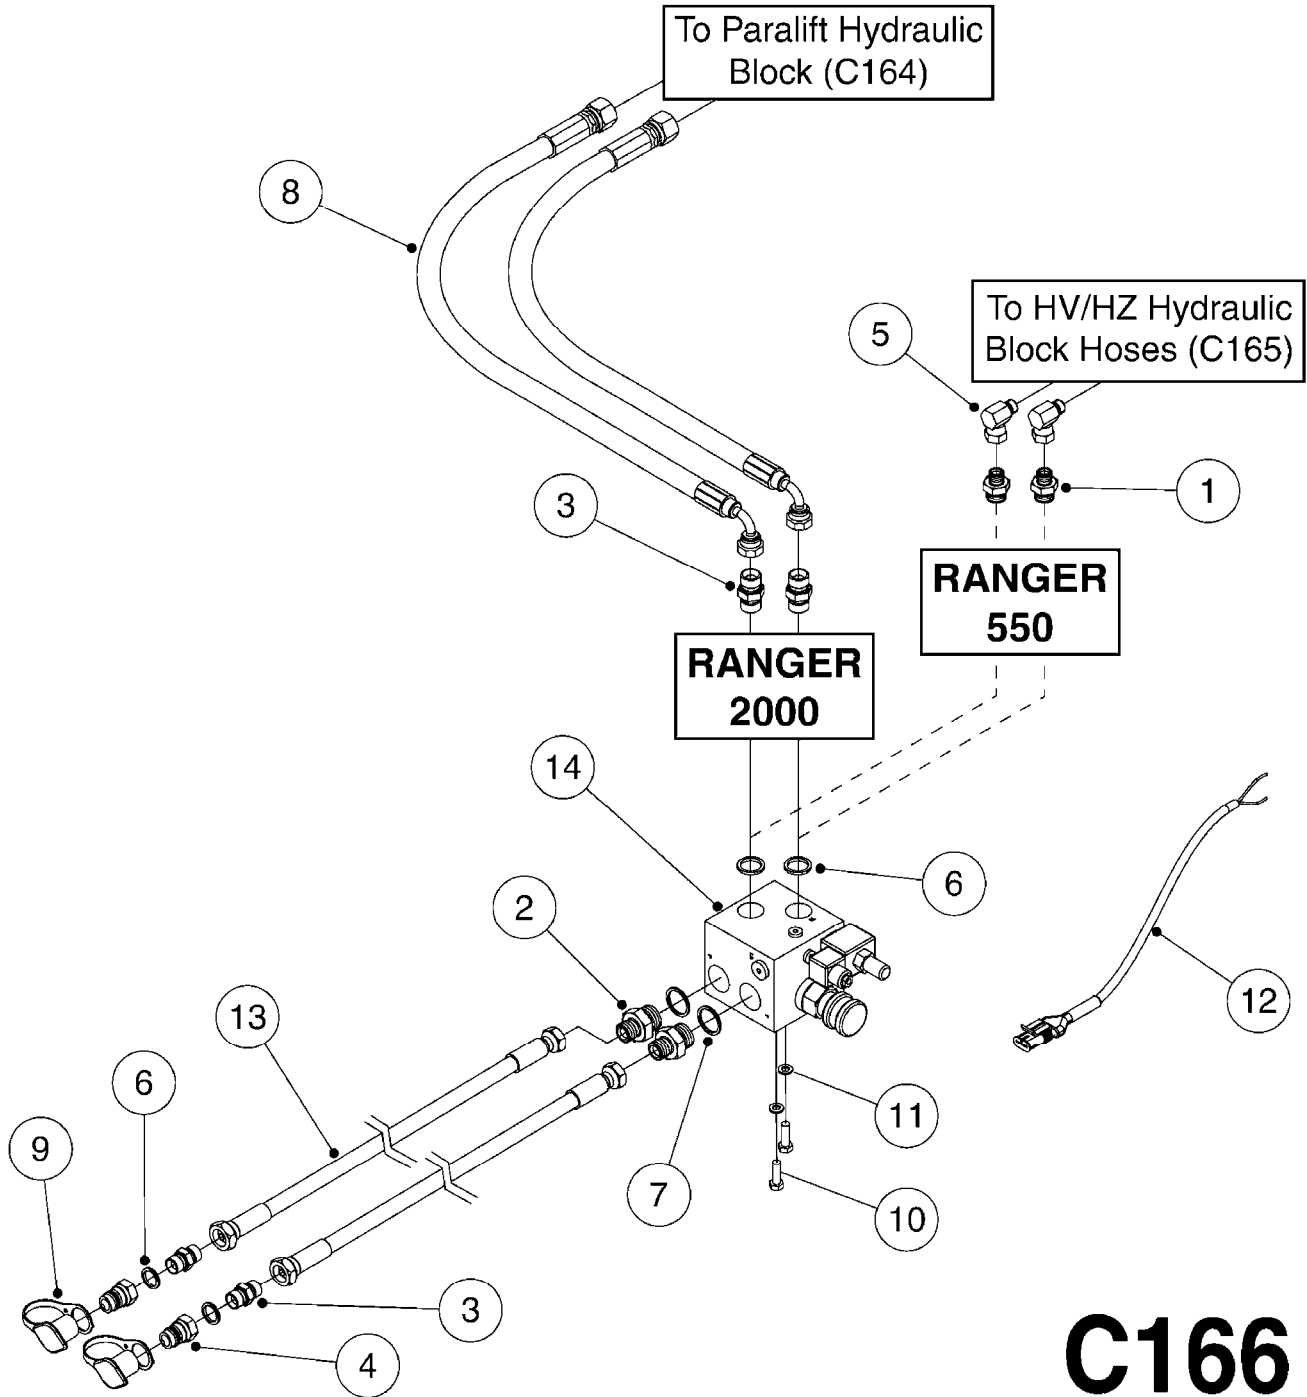 To Paralift Hydraulic
Block (C164)
8
To HV/HZ Hydraulic
Block Hoses (C165)
5
3
1
RANGER
550
RANGER
2000
14
6
2
12
13
6
11
9
7
10
3
4
C166